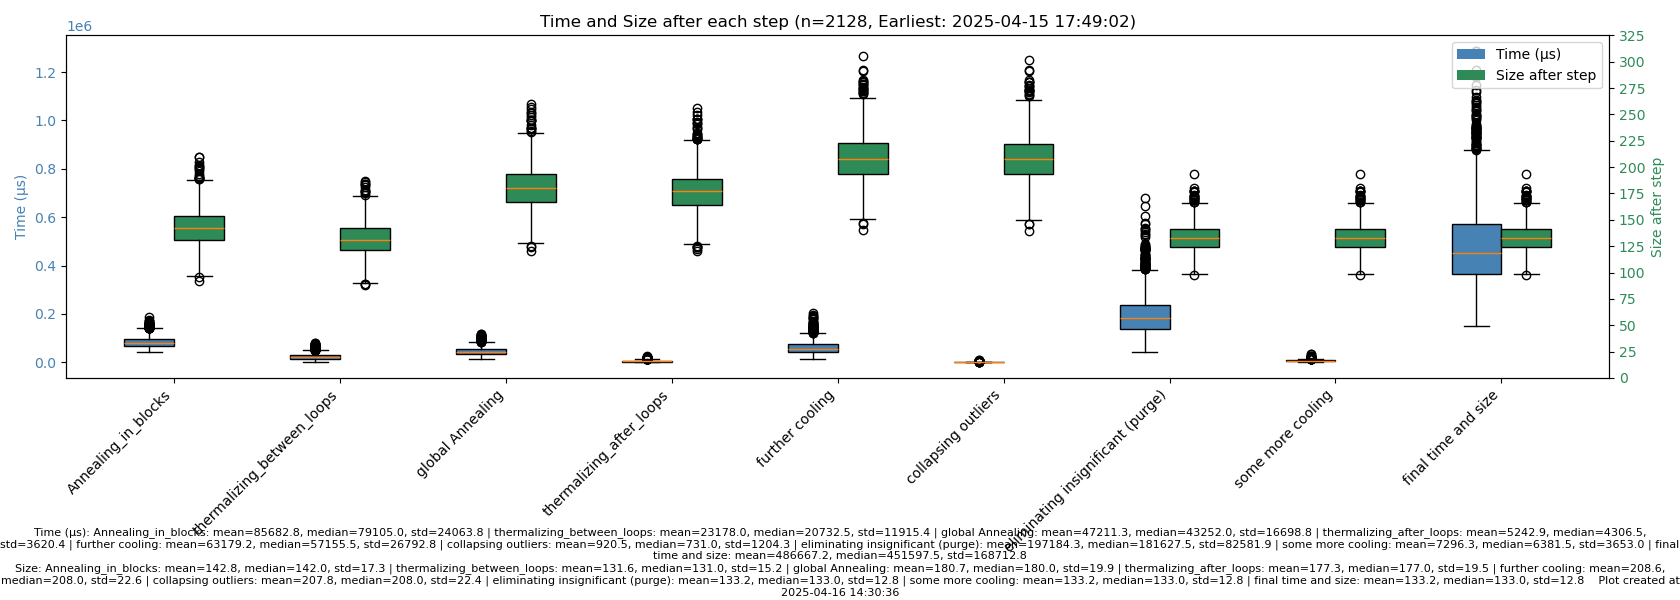 Time and Size after each step (n=2128, Earliest: 2025-04-15 17:49:02)
1e6
Time (µs)
Size after step
1.2
1.0
0.8
0.6
0.4
0.2
0.0
Time (µs)
325
300
275
250
225
200
175
150
125
100
75
50
25
0
Size after step
Annealing_in_blocks
thermalizing_between_loops
global Annealing
thermalizing_after_loops
further cooling
collapsing outliers
eliminating insignificant (purge)
some more cooling
final time and size
Time (µs): Annealing_in_blocks: mean=85682.8, median=79105.0, std=24063.8 | thermalizing_between_loops: mean=23178.0, median=20732.5, std=11915.4 | global Annealing: mean=47211.3, median=43252.0, std=16698.8 | thermalizing_after_loops: mean=5242.9, median=4306.5,
std=3620.4 | further cooling: mean=63179.2, median=57155.5, std=26792.8 | collapsing outliers: mean=920.5, median=731.0, std=1204.3 | eliminating insignificant (purge): mean=197184.3, median=181627.5, std=82581.9 | some more cooling: mean=7296.3, median=6381.5, std=3653.0 | final
time and size: mean=486667.2, median=451597.5, std=168712.8
Size: Annealing_in_blocks: mean=142.8, median=142.0, std=17.3 | thermalizing_between_loops: mean=131.6, median=131.0, std=15.2 | global Annealing: mean=180.7, median=180.0, std=19.9 | thermalizing_after_loops: mean=177.3, median=177.0, std=19.5 | further cooling: mean=208.6,
median=208.0, std=22.6 | collapsing outliers: mean=207.8, median=208.0, std=22.4 | eliminating insignificant (purge): mean=133.2, median=133.0, std=12.8 | some more cooling: mean=133.2, median=133.0, std=12.8 | final time and size: mean=133.2, median=133.0, std=12.8 Plot created at
2025-04-16 14:30:36